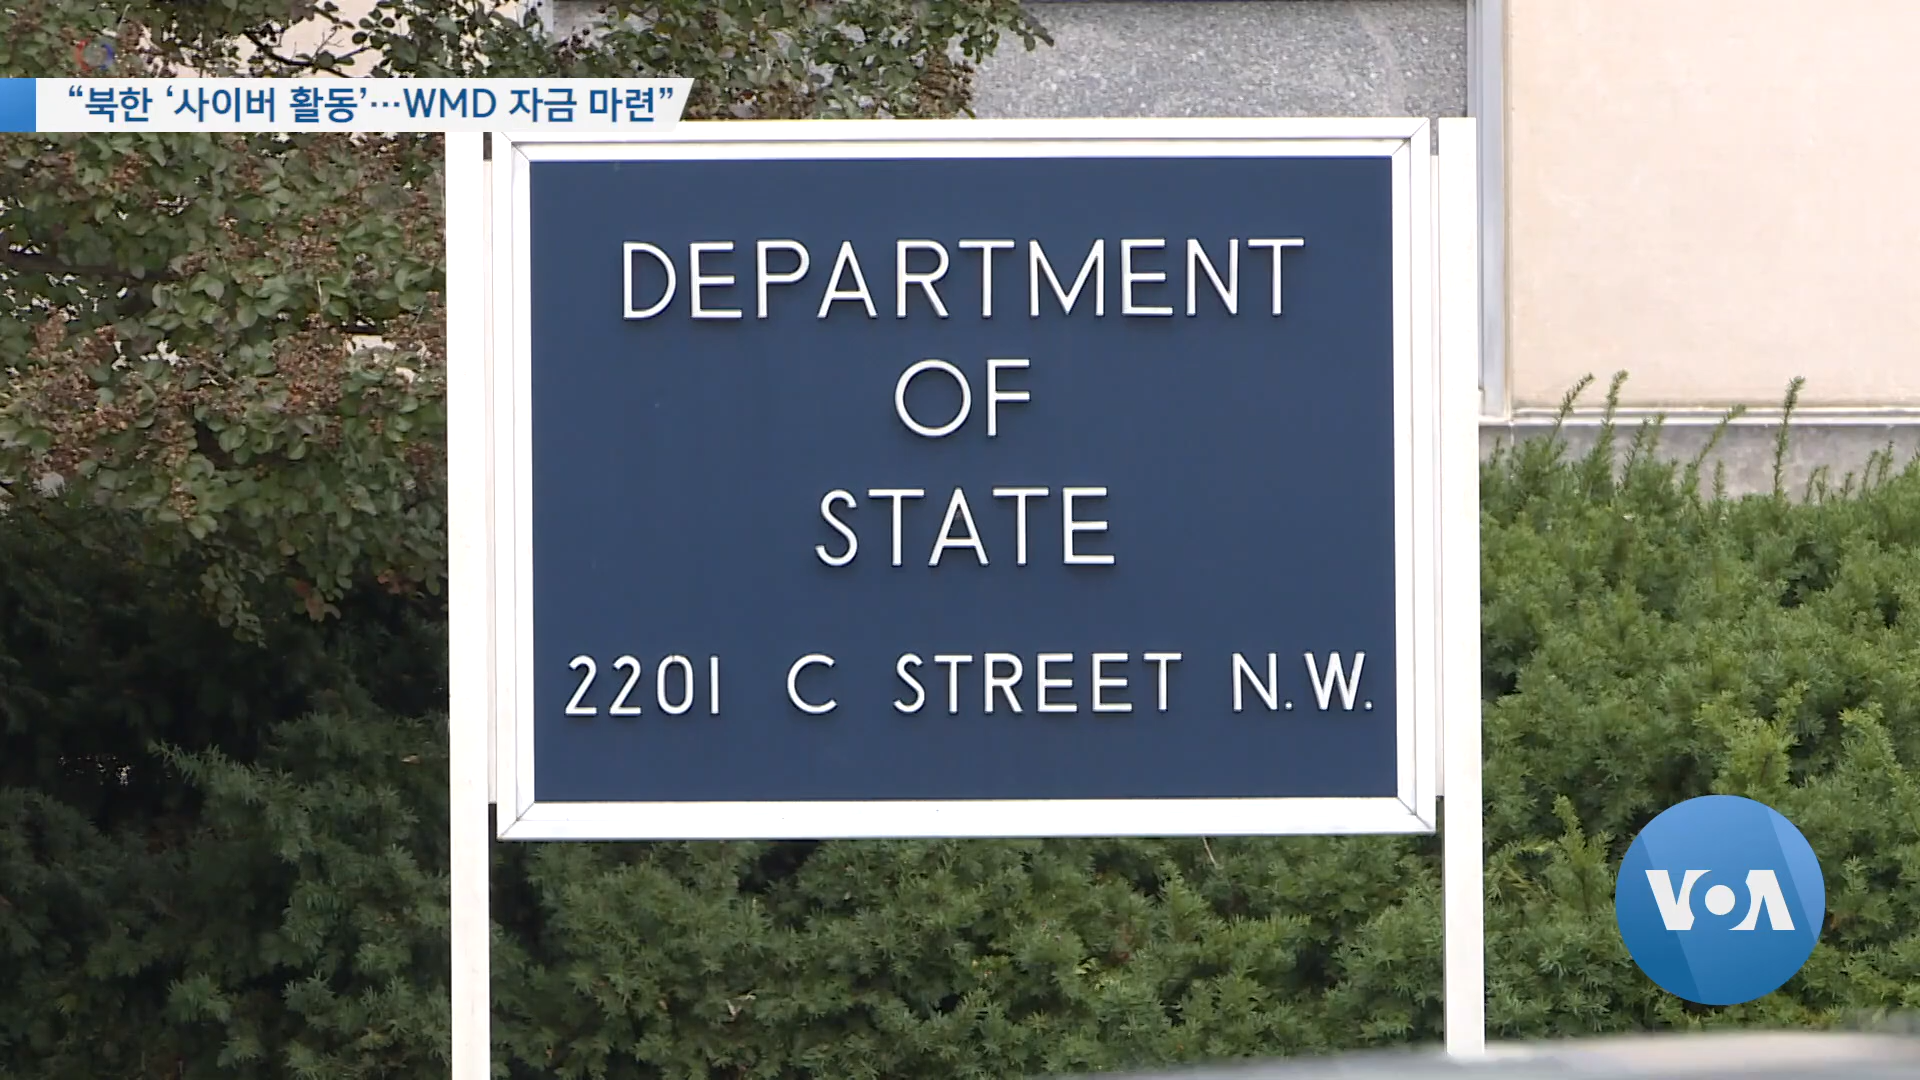 “북한 ‘사이버 활동’…WMD 자금 마련”
DEPARTMENT
OF
STATE
2201 C STREET N.W.
VOA